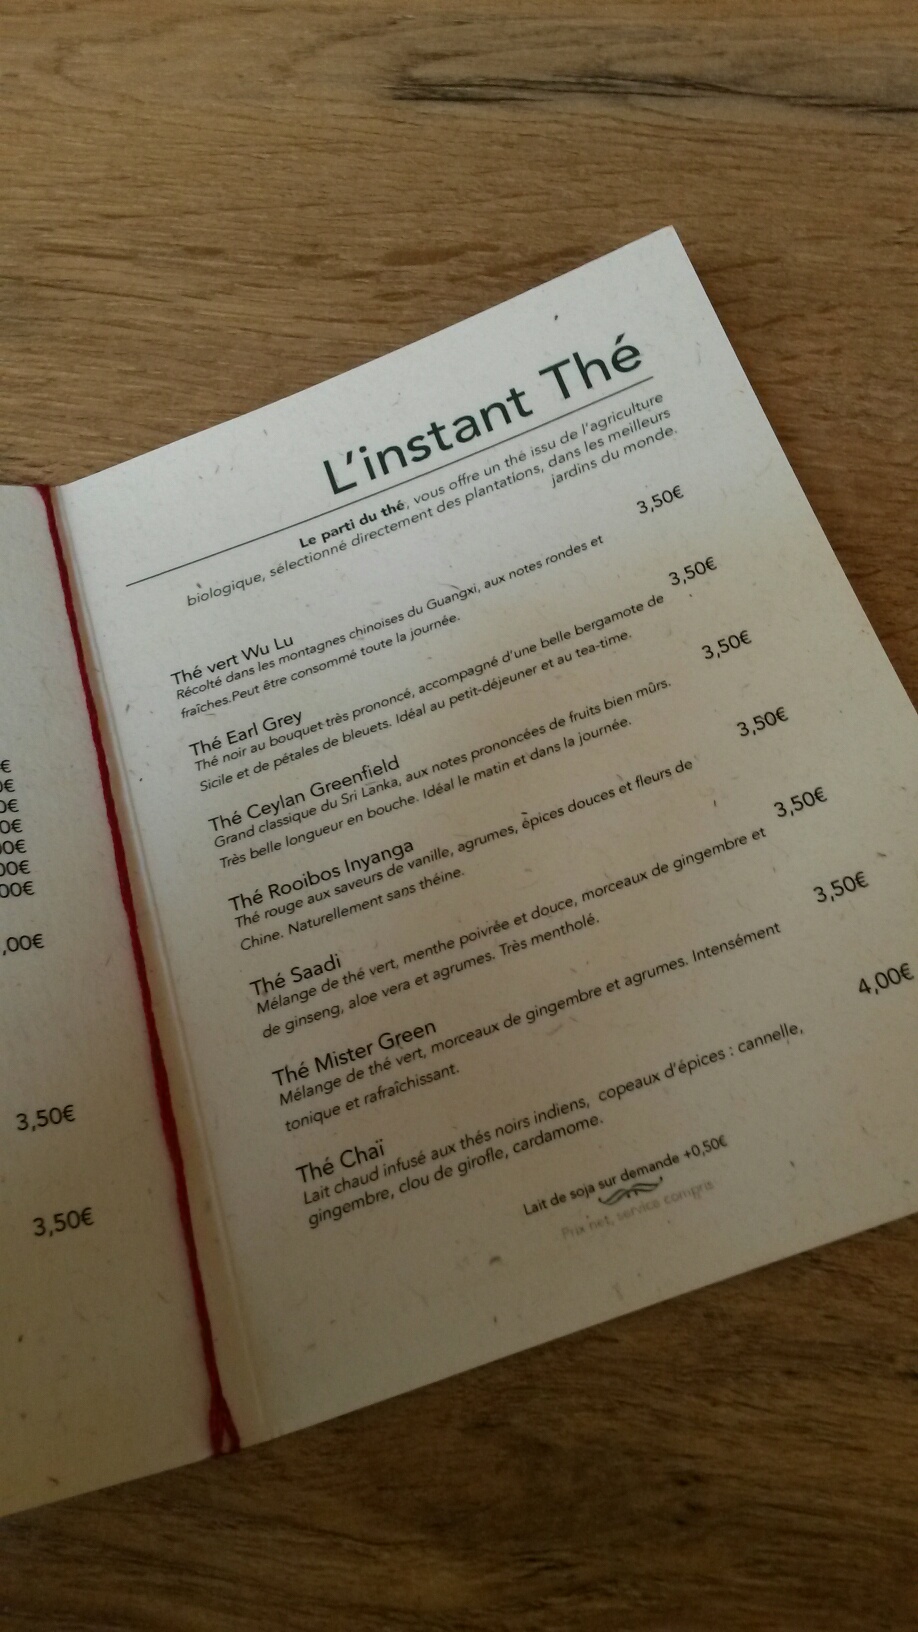 L'instant Thé
Le parti du thé, vous offre un thé issu de l'agriculture
biologique, sélectionné directement des plantations, dans les meilleurs
jardins du monde.
Thé vert Wu Lu 3,50€
Récolté dans les montagnes chinoises du Guangxi, aux notes rondes et
fraîches.Peut être consommé toute la journée.
Thé Earl Grey 3,50€
Thé noir au bouquet très prononcé, accompagné d'une belle bergamote de
Sicile et de pétales de bleuets. Idéal au petit-déjeuner et au tea-time.
Thé Ceylan Greenfield 3,50€
Grand classique du Sri Lanka, aux notes prononcées de fruits bien mûrs.
Très belle longueur en bouche. Idéal le matin et dans la journée.
Thé Rooibos Inyanga 3,50€
Thé rouge aux saveurs de vanille, agrumes, épices douces et fleurs de
Chine. Naturellement sans théine.
Thé Saadi 3,50€
Mélange de thé vert, menthe poivrée et douce, morceaux de gingembre et
de ginseng, aloe vera et agrumes. Très mentholé.
Thé Mister Green 3,50€
Mélange de thé vert, morceaux de gingembre et agrumes. Intensément
tonique et rafraîchissant.
Thé Chaï 4,00€
Lait chaud infusé aux thés noirs indiens, copeaux d'épices : cannelle,
gingembre, clou de girofle, cardamome.
Lait de soja sur demande +0,50€
Prix net, service compris
€
0€
0€
0€
00€
00€
00€
,00€
3,50€
3,50€